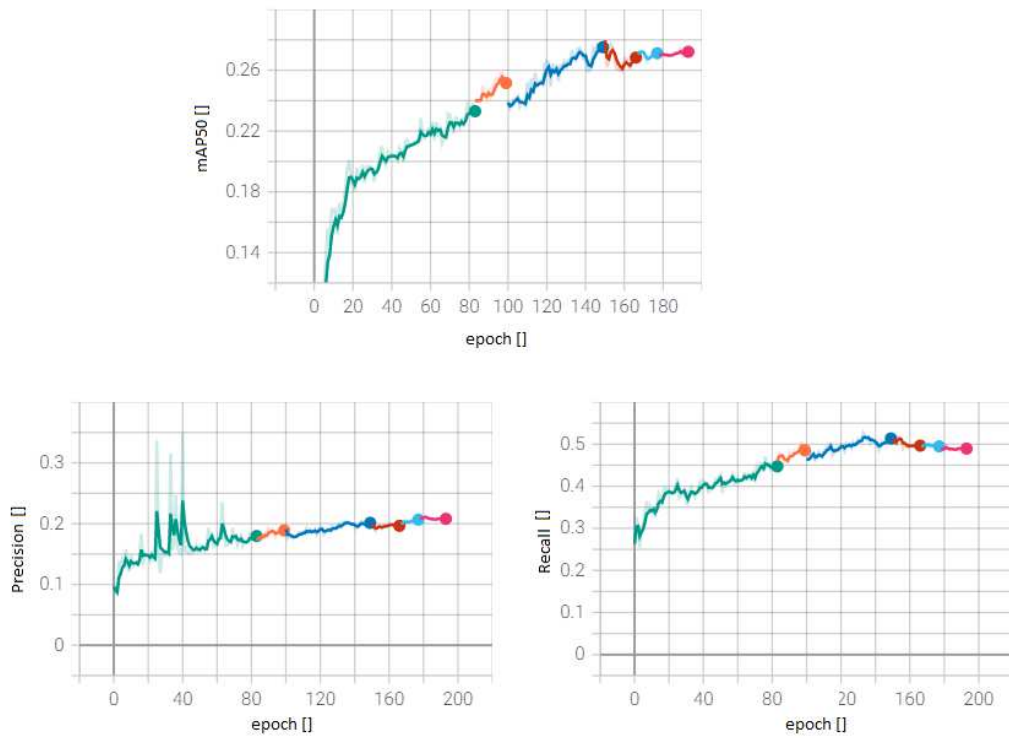 0.26
0.22
0.18
0.14
mAP50 []
0 20 40 60 80 100 120 140 160 180
epoch []
0.3
0.2
0.1
0
Precision []
0 40 80 120 160 200
epoch []
0.5
0.4
0.3
0.2
0.1
0
Recall []
0 40 80 20 160 200
epoch []